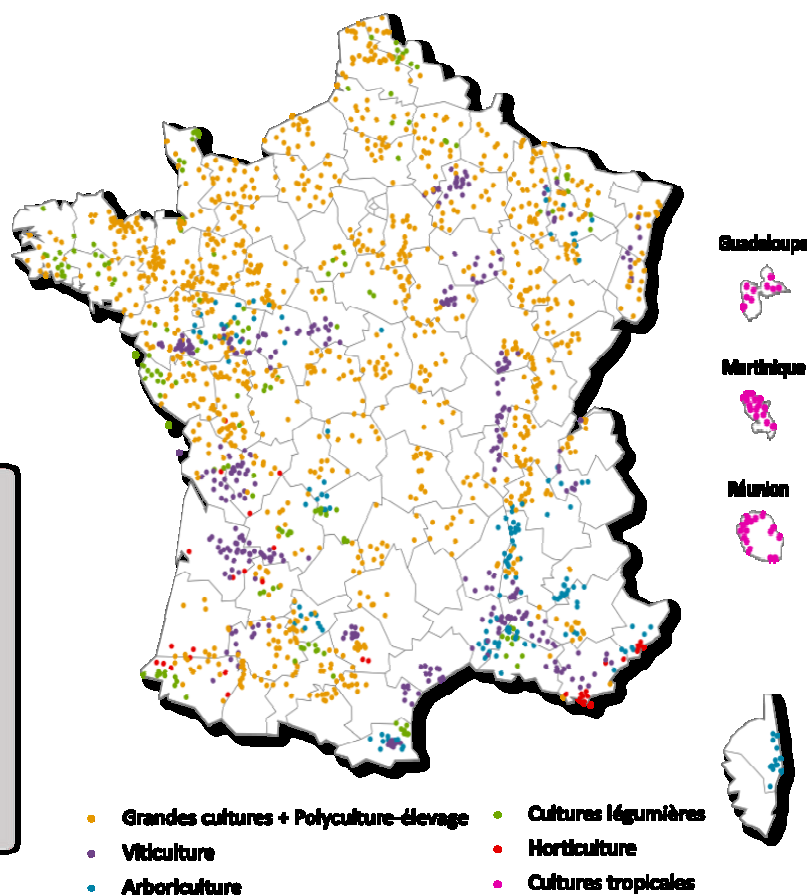 Guadeloupe
Martinique
Réunion
Grandes cultures + Polyculture-élevage
Viticulture
Arboriculture
Cultures légumières
Horticulture
Cultures tropicales